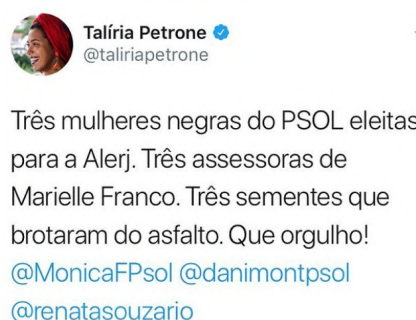 Talíria Petrone
@taliriapetrone
Três mulheres negras do PSOL eleitas
para a Alerj. Três assessoras de
Marielle Franco. Três sementes que
brotaram do asfalto. Que orgulho!
@MonicaFPsol @danimontpsol
@renatasouzario